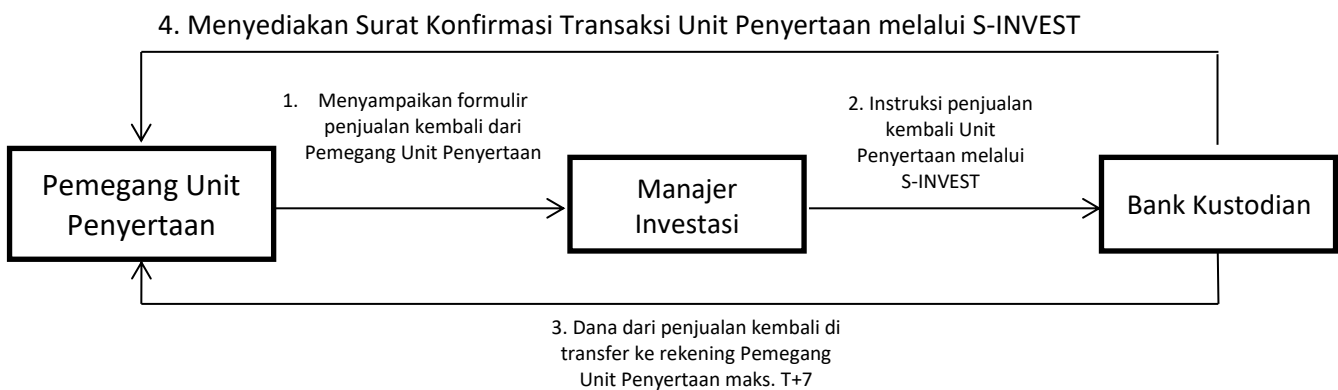 4. Menyediakan Surat Konfirmasi Transaksi Unit Penyertaan melalui S-INVEST
1. Menyampaikan formulir
penjualan kembali dari
Pemegang Unit Penyertaan
2. Instruksi penjualan
kembali Unit
Penyertaan melalui
S-INVEST
Pemegang Unit
Penyertaan
Manajer
Investasi
Bank Kustodian
3. Dana dari penjualan kembali di
transfer ke rekening Pemegang
Unit Penyertaan maks. T+7